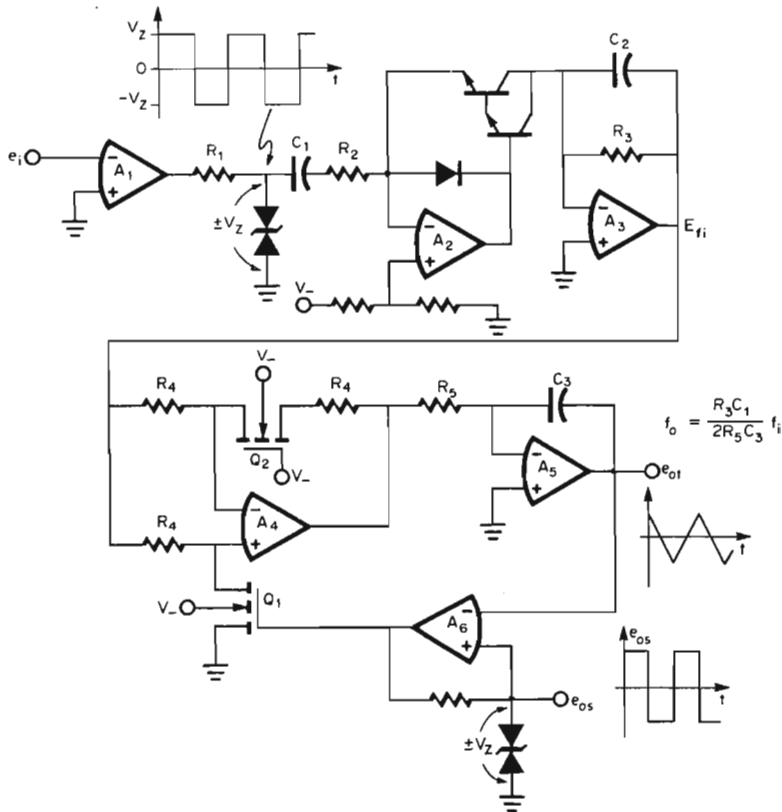 V_Z
0
-V_Z
t
C_2
e_i
R_1
C_1
R_2
R_3
A_1
- +
±V_Z
A_2
- +
A_3
- +
E_fi
V_-
V_-
R_4
R_4
R_5
C_3
Q_2
V_-
A_5
- +
e_ot
f_o = R_3C_1 / 2R_5C_3 f_i
A_4
- +
t
R_4
Q_1
V_-
A_6
- +
e_os
t
e_os
±V_Z